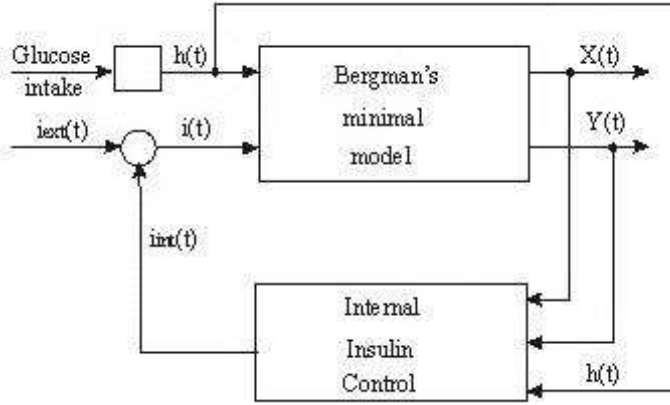 Glucose
intake
h(t)
X(t)
Bergman's
minimal
model
iext(t)
i(t)
Y(t)
iint(t)
Internal
Insulin
Control
h(t)